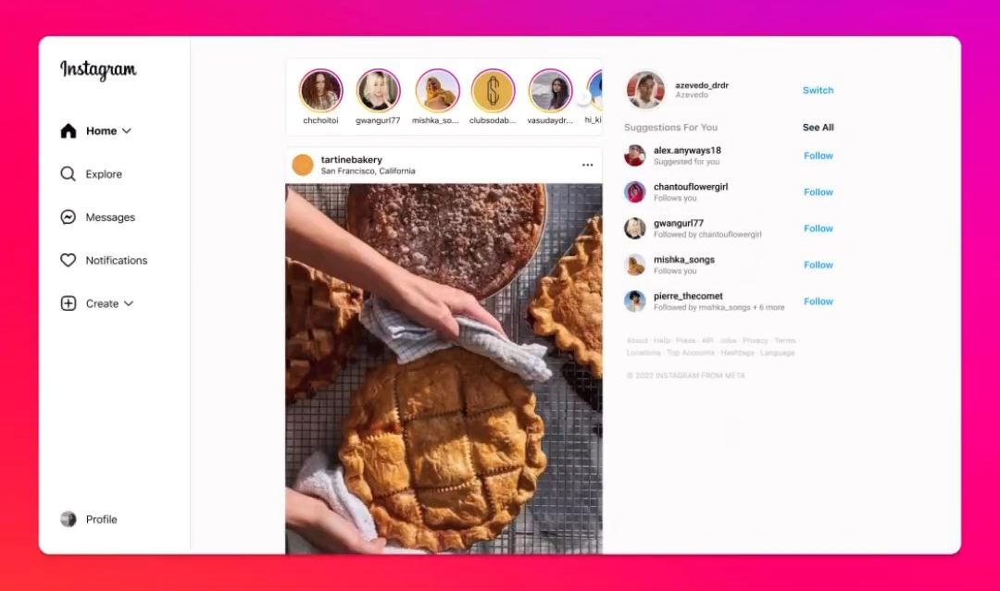 Instagram
Home
Explore
Messages
Notifications
Create
Profile
chchoitoi gwangurl77 mishka_so... clubsodab... vasudaydr... hi_ki
tartinebakery
San Francisco, California
azevedo_drdr
Azevedo
Switch
Suggestions For You
See All
alex.anyways18
Suggested for you
Follow
chantouflowergirl
Follows you
Follow
gwangurl77
Followed by chantouflowergirl
Follow
mishka_songs
Follows you
Follow
pierre_thecomet
Followed by mishka_songs + 6 more
Follow
About · Help · Press · API · Jobs · Privacy · Terms
Locations · Top Accounts · Hashtags · Language
© 2022 INSTAGRAM FROM META